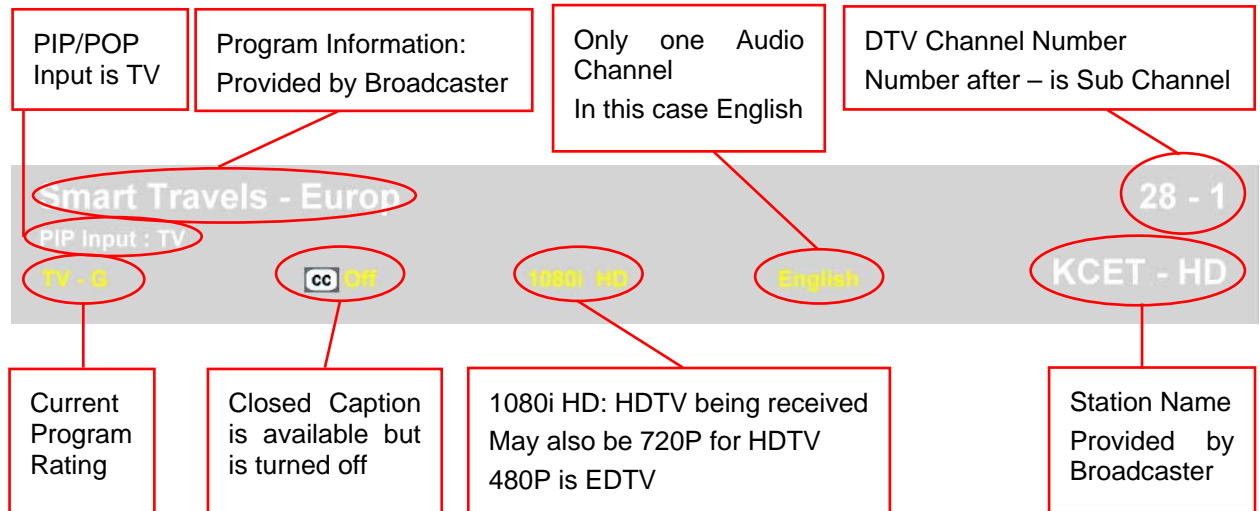 PIP/POP
Input is TV
Program Information:
Provided by Broadcaster
Only one Audio
Channel
In this case English
DTV Channel Number
Number after – is Sub Channel
Smart Travels - Europ
28 - 1
PIP Input : TV
TV - G
cc Off
1080i HD
English
KCET - HD
Current
Program
Rating
Closed Caption
is available but
is turned off
1080i HD: HDTV being received
May also be 720P for HDTV
480P is EDTV
Station Name
Provided by
Broadcaster